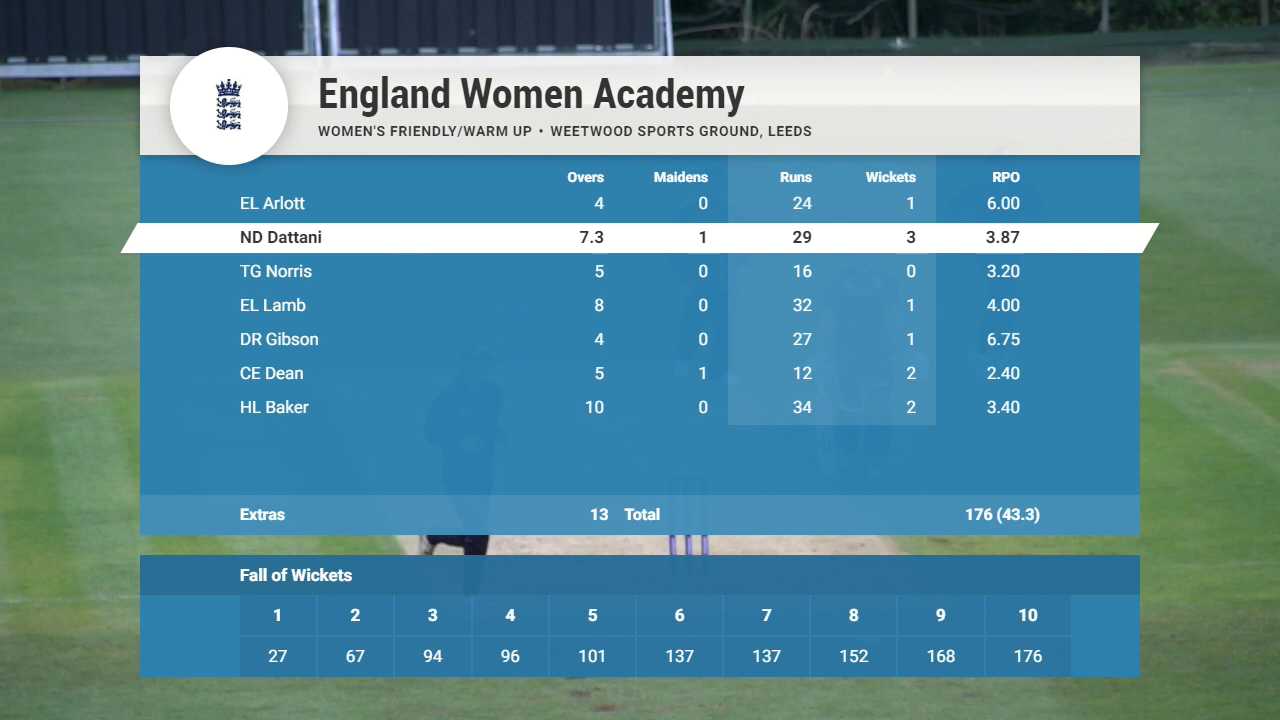 England Women Academy
WOMEN'S FRIENDLY/WARM UP • WEETWOOD SPORTS GROUND, LEEDS
Overs Maidens Runs Wickets RPO
EL Arlott 4 0 24 1 6.00
ND Dattani 7.3 1 29 3 3.87
TG Norris 5 0 16 0 3.20
EL Lamb 8 0 32 1 4.00
DR Gibson 4 0 27 1 6.75
CE Dean 5 1 12 2 2.40
HL Baker 10 0 34 2 3.40
Extras 13 Total 176 (43.3)
Fall of Wickets
1 2 3 4 5 6 7 8 9 10
27 67 94 96 101 137 137 152 168 176